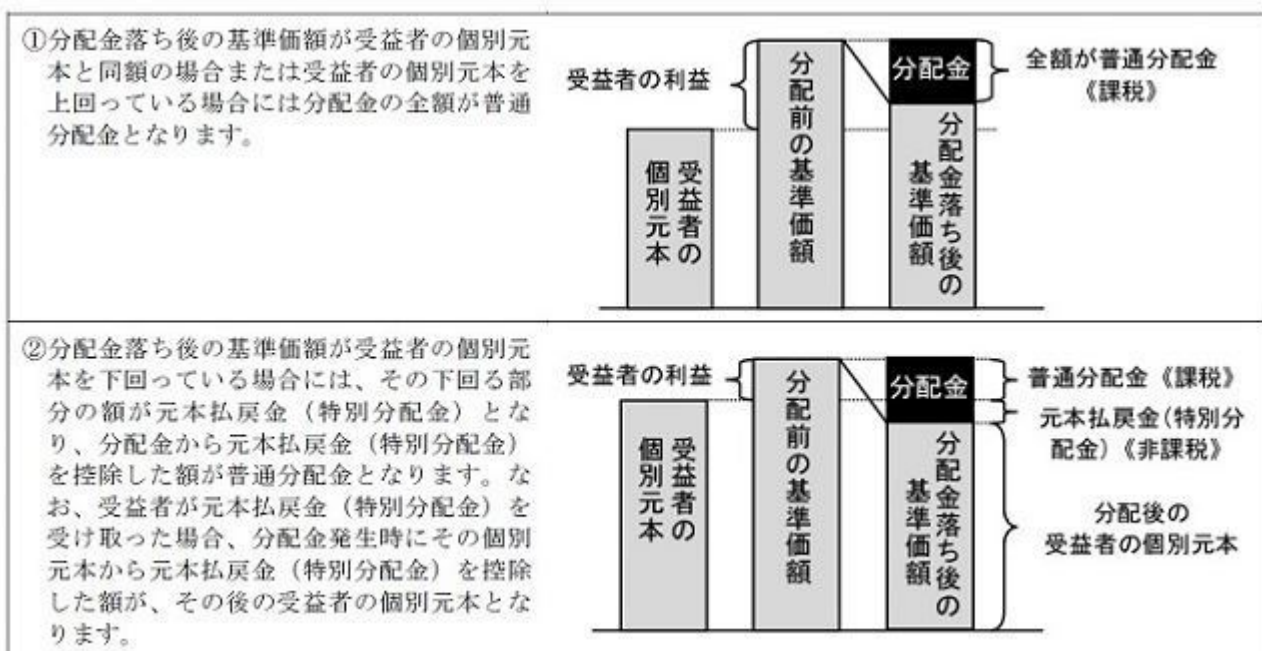 ①分配金落ち後の基準価額が受益者の個別元
本と同額の場合または受益者の個別元本を
上回っている場合には分配金の全額が普通
分配金となります。
受益者の利益
受益者の
個別元本
分配前の基準価額
分配金
分配金落ち後の
基準価額
全額が普通分配金
《課税》
②分配金落ち後の基準価額が受益者の個別元
本を下回っている場合には、その下回る部
分の額が元本払戻金（特別分配金）とな
り、分配金から元本払戻金（特別分配金）
を控除した額が普通分配金となります。な
お、受益者が元本払戻金（特別分配金）を
受け取った場合、分配金発生時にその個別
元本から元本払戻金（特別分配金）を控除
した額が、その後の受益者の個別元本とな
ります。
受益者の利益
受益者の
個別元本
分配前の基準価額
分配金
分配金落ち後の
基準価額
普通分配金《課税》
元本払戻金(特別分
配金)《非課税》
分配後の
受益者の個別元本